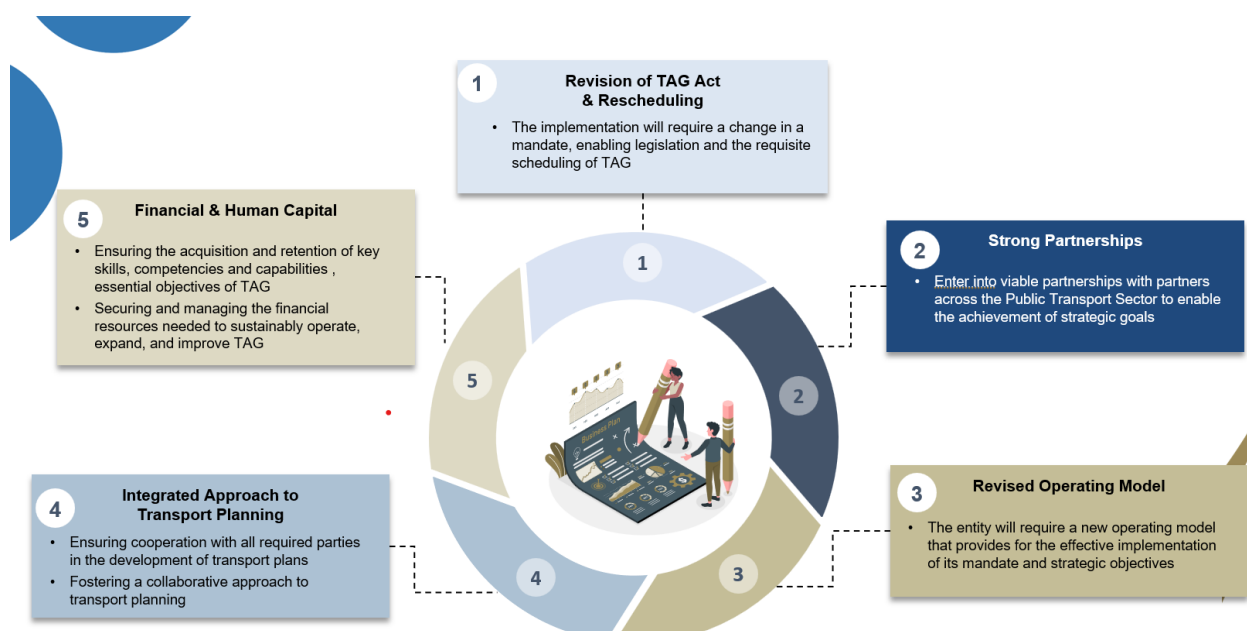 1
Revision of TAG Act
& Rescheduling
• The implementation will require a change in a
mandate, enabling legislation and the requisite
scheduling of TAG
2
Strong Partnerships
• Enter into viable partnerships with partners
across the Public Transport Sector to enable
the achievement of strategic goals
3
Revised Operating Model
• The entity will require a new operating model
that provides for the effective implementation
of its mandate and strategic objectives
4
Integrated Approach to
Transport Planning
• Ensuring cooperation with all required parties
in the development of transport plans
• Fostering a collaborative approach to
transport planning
5
Financial & Human Capital
• Ensuring the acquisition and retention of key
skills, competencies and capabilities ,
essential objectives of TAG
• Securing and managing the financial
resources needed to sustainably operate,
expand, and improve TAG
1
2
3
4
5
Business Plan